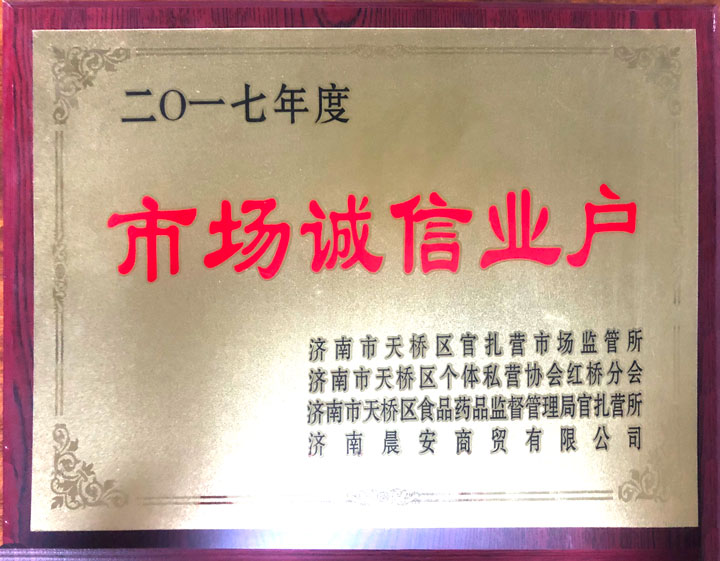 二〇一七年度
市场诚信业户
济南市天桥区官扎营市场监管所
济南市天桥区个体私营协会红桥分会
济南市天桥区食品药品监督管理局官扎营所
济南晨安商贸有限公司